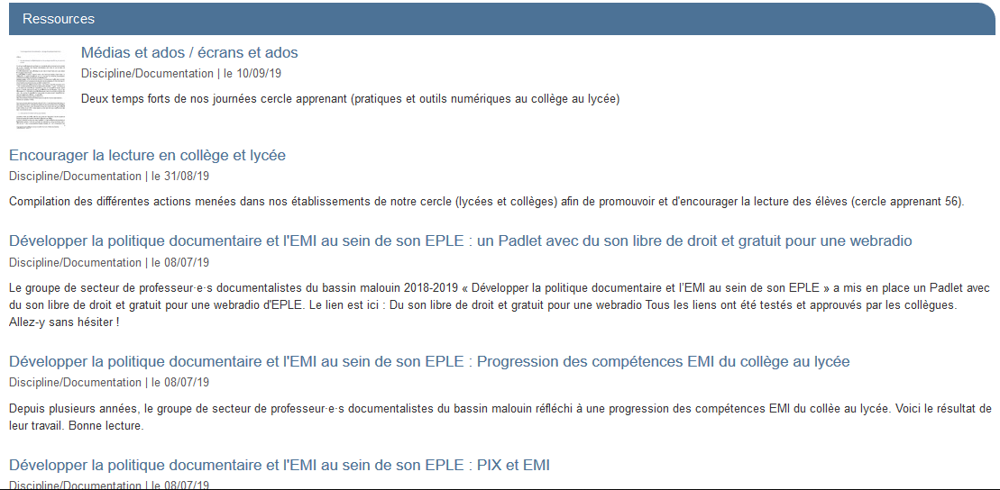 Ressources
Médias et ados / écrans et ados
Discipline/Documentation | le 10/09/19
Deux temps forts de nos journées cercle apprenant (pratiques et outils numériques au collège au lycée)
Encourager la lecture en collège et lycée
Discipline/Documentation | le 31/08/19
Compilation des différentes actions menées dans nos établissements de notre cercle (lycées et collèges) afin de promouvoir et d'encourager la lecture des élèves (cercle apprenant 56).
Développer la politique documentaire et l'EMI au sein de son EPLE : un Padlet avec du son libre de droit et gratuit pour une webradio
Discipline/Documentation | le 08/07/19
Le groupe de secteur de professeur·e·s documentalistes du bassin malouin 2018-2019 « Développer la politique documentaire et l'EMI au sein de son EPLE » a mis en place un Padlet avec
du son libre de droit et gratuit pour une webradio d'EPLE. Le lien est ici : Du son libre de droit et gratuit pour une webradio Tous les liens ont été testés et approuvés par les collègues.
Allez-y sans hésiter !
Développer la politique documentaire et l'EMI au sein de son EPLE : Progression des compétences EMI du collège au lycée
Discipline/Documentation | le 08/07/19
Depuis plusieurs années, le groupe de secteur de professeur·e·s documentalistes du bassin malouin réfléchi à une progression des compétences EMI du collèe au lycée. Voici le résultat de
leur travail. Bonne lecture.
Développer la politique documentaire et l'EMI au sein de son EPLE : PIX et EMI
Discipline/Documentation | le 08/07/19